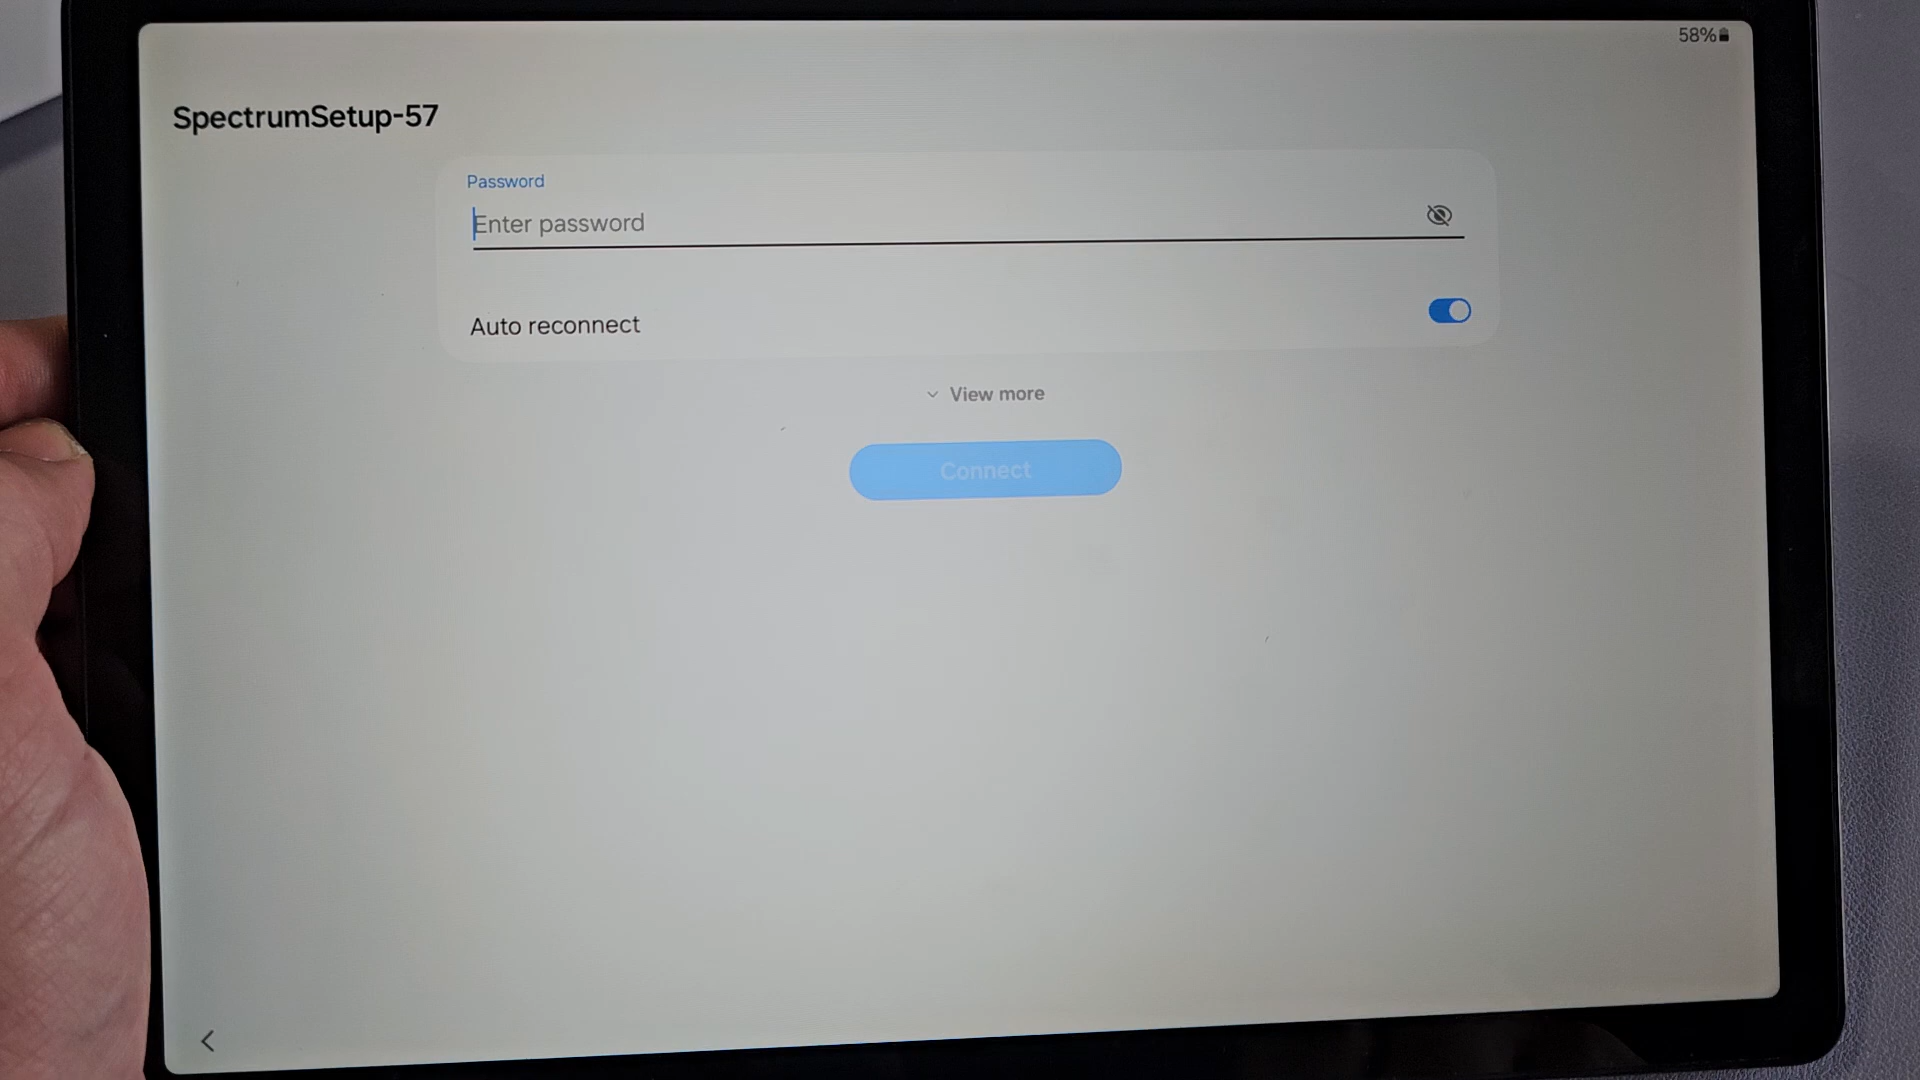 58%
SpectrumSetup-57
Password
Enter password
Auto reconnect
View more
Connect